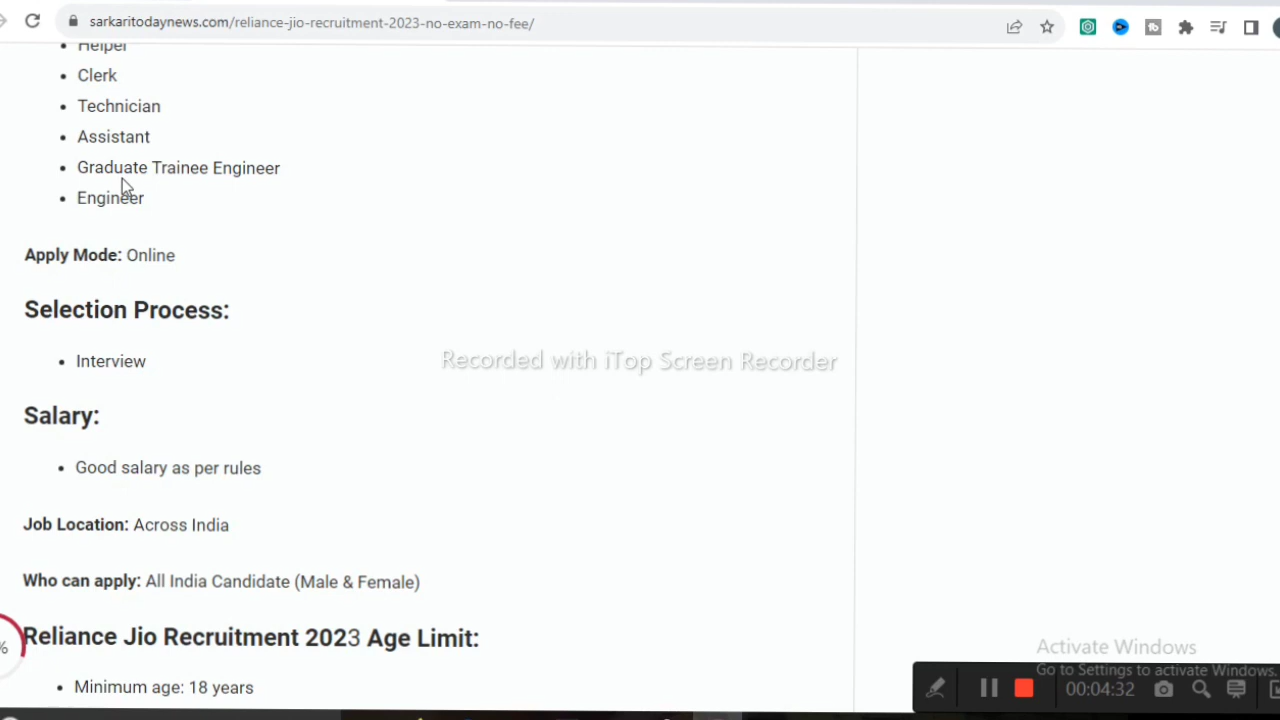 sarkaritodaynews.com/reliance-jio-recruitment-2023-no-exam-no-fee/
Helper
Clerk
Technician
Assistant
Graduate Trainee Engineer
Engineer
Apply Mode: Online
Selection Process:
Interview
Recorded with iTop Screen Recorder
Salary:
Good salary as per rules
Job Location: Across India
Who can apply: All India Candidate (Male & Female)
Reliance Jio Recruitment 2023 Age Limit:
%
Minimum age: 18 years
Activate Windows
Go to Settings to activate Windows.
00:04:32